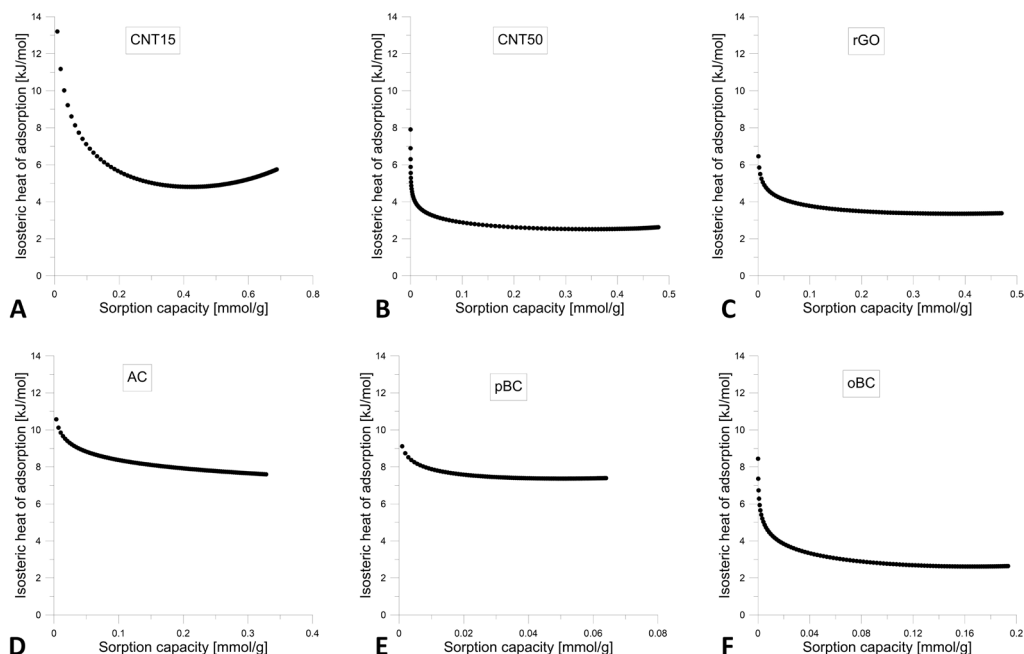 CNT15
Isosteric heat of adsorption [kJ/mol]
14
12
10
8
6
4
2
0
0 0.2 0.4 0.6 0.8
Sorption capacity [mmol/g]
A
CNT50
Isosteric heat of adsorption [kJ/mol]
14
12
10
8
6
4
2
0
0 0.1 0.2 0.3 0.4 0.5
Sorption capacity [mmol/g]
B
rGO
Isosteric heat of adsorption [kJ/mol]
14
12
10
8
6
4
2
0
0 0.1 0.2 0.3 0.4 0.5
Sorption capacity [mmol/g]
C
AC
Isosteric heat of adsorption [kJ/mol]
14
12
10
8
6
4
2
0
0 0.1 0.2 0.3 0.4
Sorption capacity [mmol/g]
D
pBC
Isosteric heat of adsorption [kJ/mol]
14
12
10
8
6
4
2
0
0 0.02 0.04 0.06 0.08
Sorption capacity [mmol/g]
E
oBC
Isosteric heat of adsorption [kJ/mol]
14
12
10
8
6
4
2
0
0 0.04 0.08 0.12 0.16 0.2
Sorption capacity [mmol/g]
F